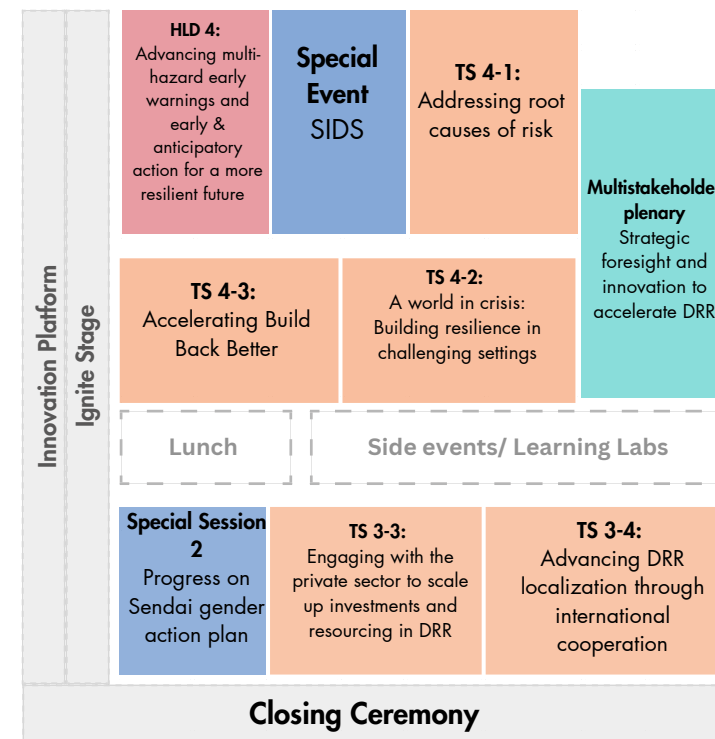 Innovation Platform
Ignite Stage
HLD 4:
Advancing multi-
hazard early
warnings and
early &
anticipatory
action for a more
resilient future
Special
Event
SIDS
TS 4-1:
Addressing root
causes of risk
Multistakeholde
plenary
Strategic
foresight and
innovation to
accelerate DRR
TS 4-3:
Accelerating Build
Back Better
TS 4-2:
A world in crisis:
Building resilience in
challenging settings
Lunch
Side events/ Learning Labs
Special Session
2
Progress on
Sendai gender
action plan
TS 3-3:
Engaging with the
private sector to scale
up investments and
resourcing in DRR
TS 3-4:
Advancing DRR
localization through
international
cooperation
Closing Ceremony